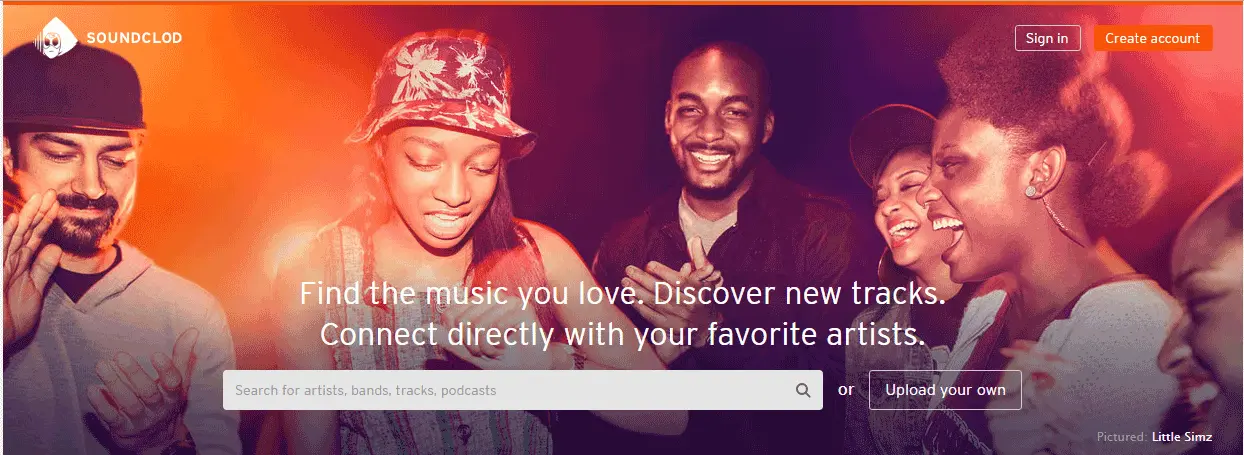 SOUNDCLOD
Sign in
Create account
Find the music you love. Discover new tracks.
Connect directly with your favorite artists.
Search for artists, bands, tracks, podcasts
or
Upload your own
Pictured: Little Simz